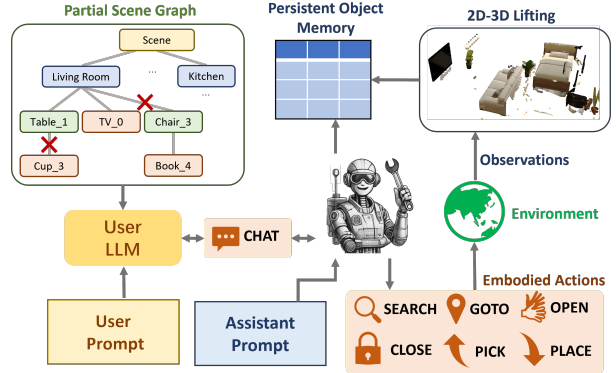 Partial Scene Graph
Scene
Living Room
...
Kitchen
...
Table_1
TV_0
Chair_3
Cup_3
Book_4
Persistent Object
Memory
2D-3D Lifting
Observations
Environment
User
LLM
CHAT
User
Prompt
Assistant
Prompt
Embodied Actions
SEARCH
GOTO
OPEN
CLOSE
PICK
PLACE